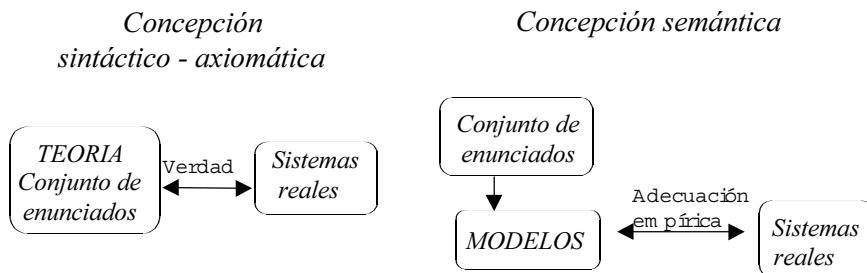 Concepción
sintáctico - axiomática
TEORIA
Conjunto de
enunciados
Verdad
Sistemas
reales
Concepción semántica
Conjunto de
enunciados
MODELOS
Adecuación
empírica
Sistemas
reales